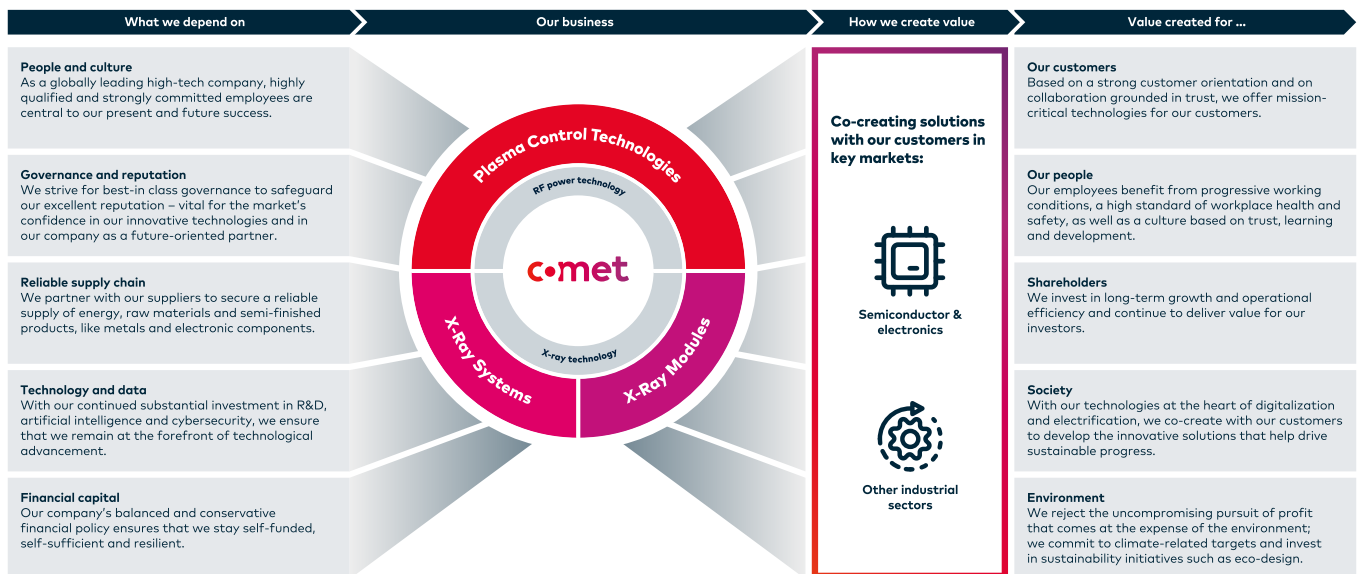 What we depend on
Our business
How we create value
Value created for ...
People and culture
As a globally leading high-tech company, highly
qualified and strongly committed employees are
central to our present and future success.
Governance and reputation
We strive for best-in class governance to safeguard
our excellent reputation – vital for the market's
confidence in our innovative technologies and in
our company as a future-oriented partner.
Reliable supply chain
We partner with our suppliers to secure a reliable
supply of energy, raw materials and semi-finished
products, like metals and electronic components.
Technology and data
With our continued substantial investment in R&D,
artificial intelligence and cybersecurity, we ensure
that we remain at the forefront of technological
advancement.
Financial capital
Our company's balanced and conservative
financial policy ensures that we stay self-funded,
self-sufficient and resilient.
Plasma Control Technologies
RF power technology
comet
X-ray technology
X-Ray Systems
X-Ray Modules
Co-creating solutions
with our customers in
key markets:
Semiconductor &
electronics
Other industrial
sectors
Our customers
Based on a strong customer orientation and on
collaboration grounded in trust, we offer mission-
critical technologies for our customers.
Our people
Our employees benefit from progressive working
conditions, a high standard of workplace health and
safety, as well as a culture based on trust, learning
and development.
Shareholders
We invest in long-term growth and operational
efficiency and continue to deliver value for our
investors.
Society
With our technologies at the heart of digitalization
and electrification, we co-create with our customers
to develop the innovative solutions that help drive
sustainable progress.
Environment
We reject the uncompromising pursuit of profit
that comes at the expense of the environment;
we commit to climate-related targets and invest
in sustainability initiatives such as eco-design.